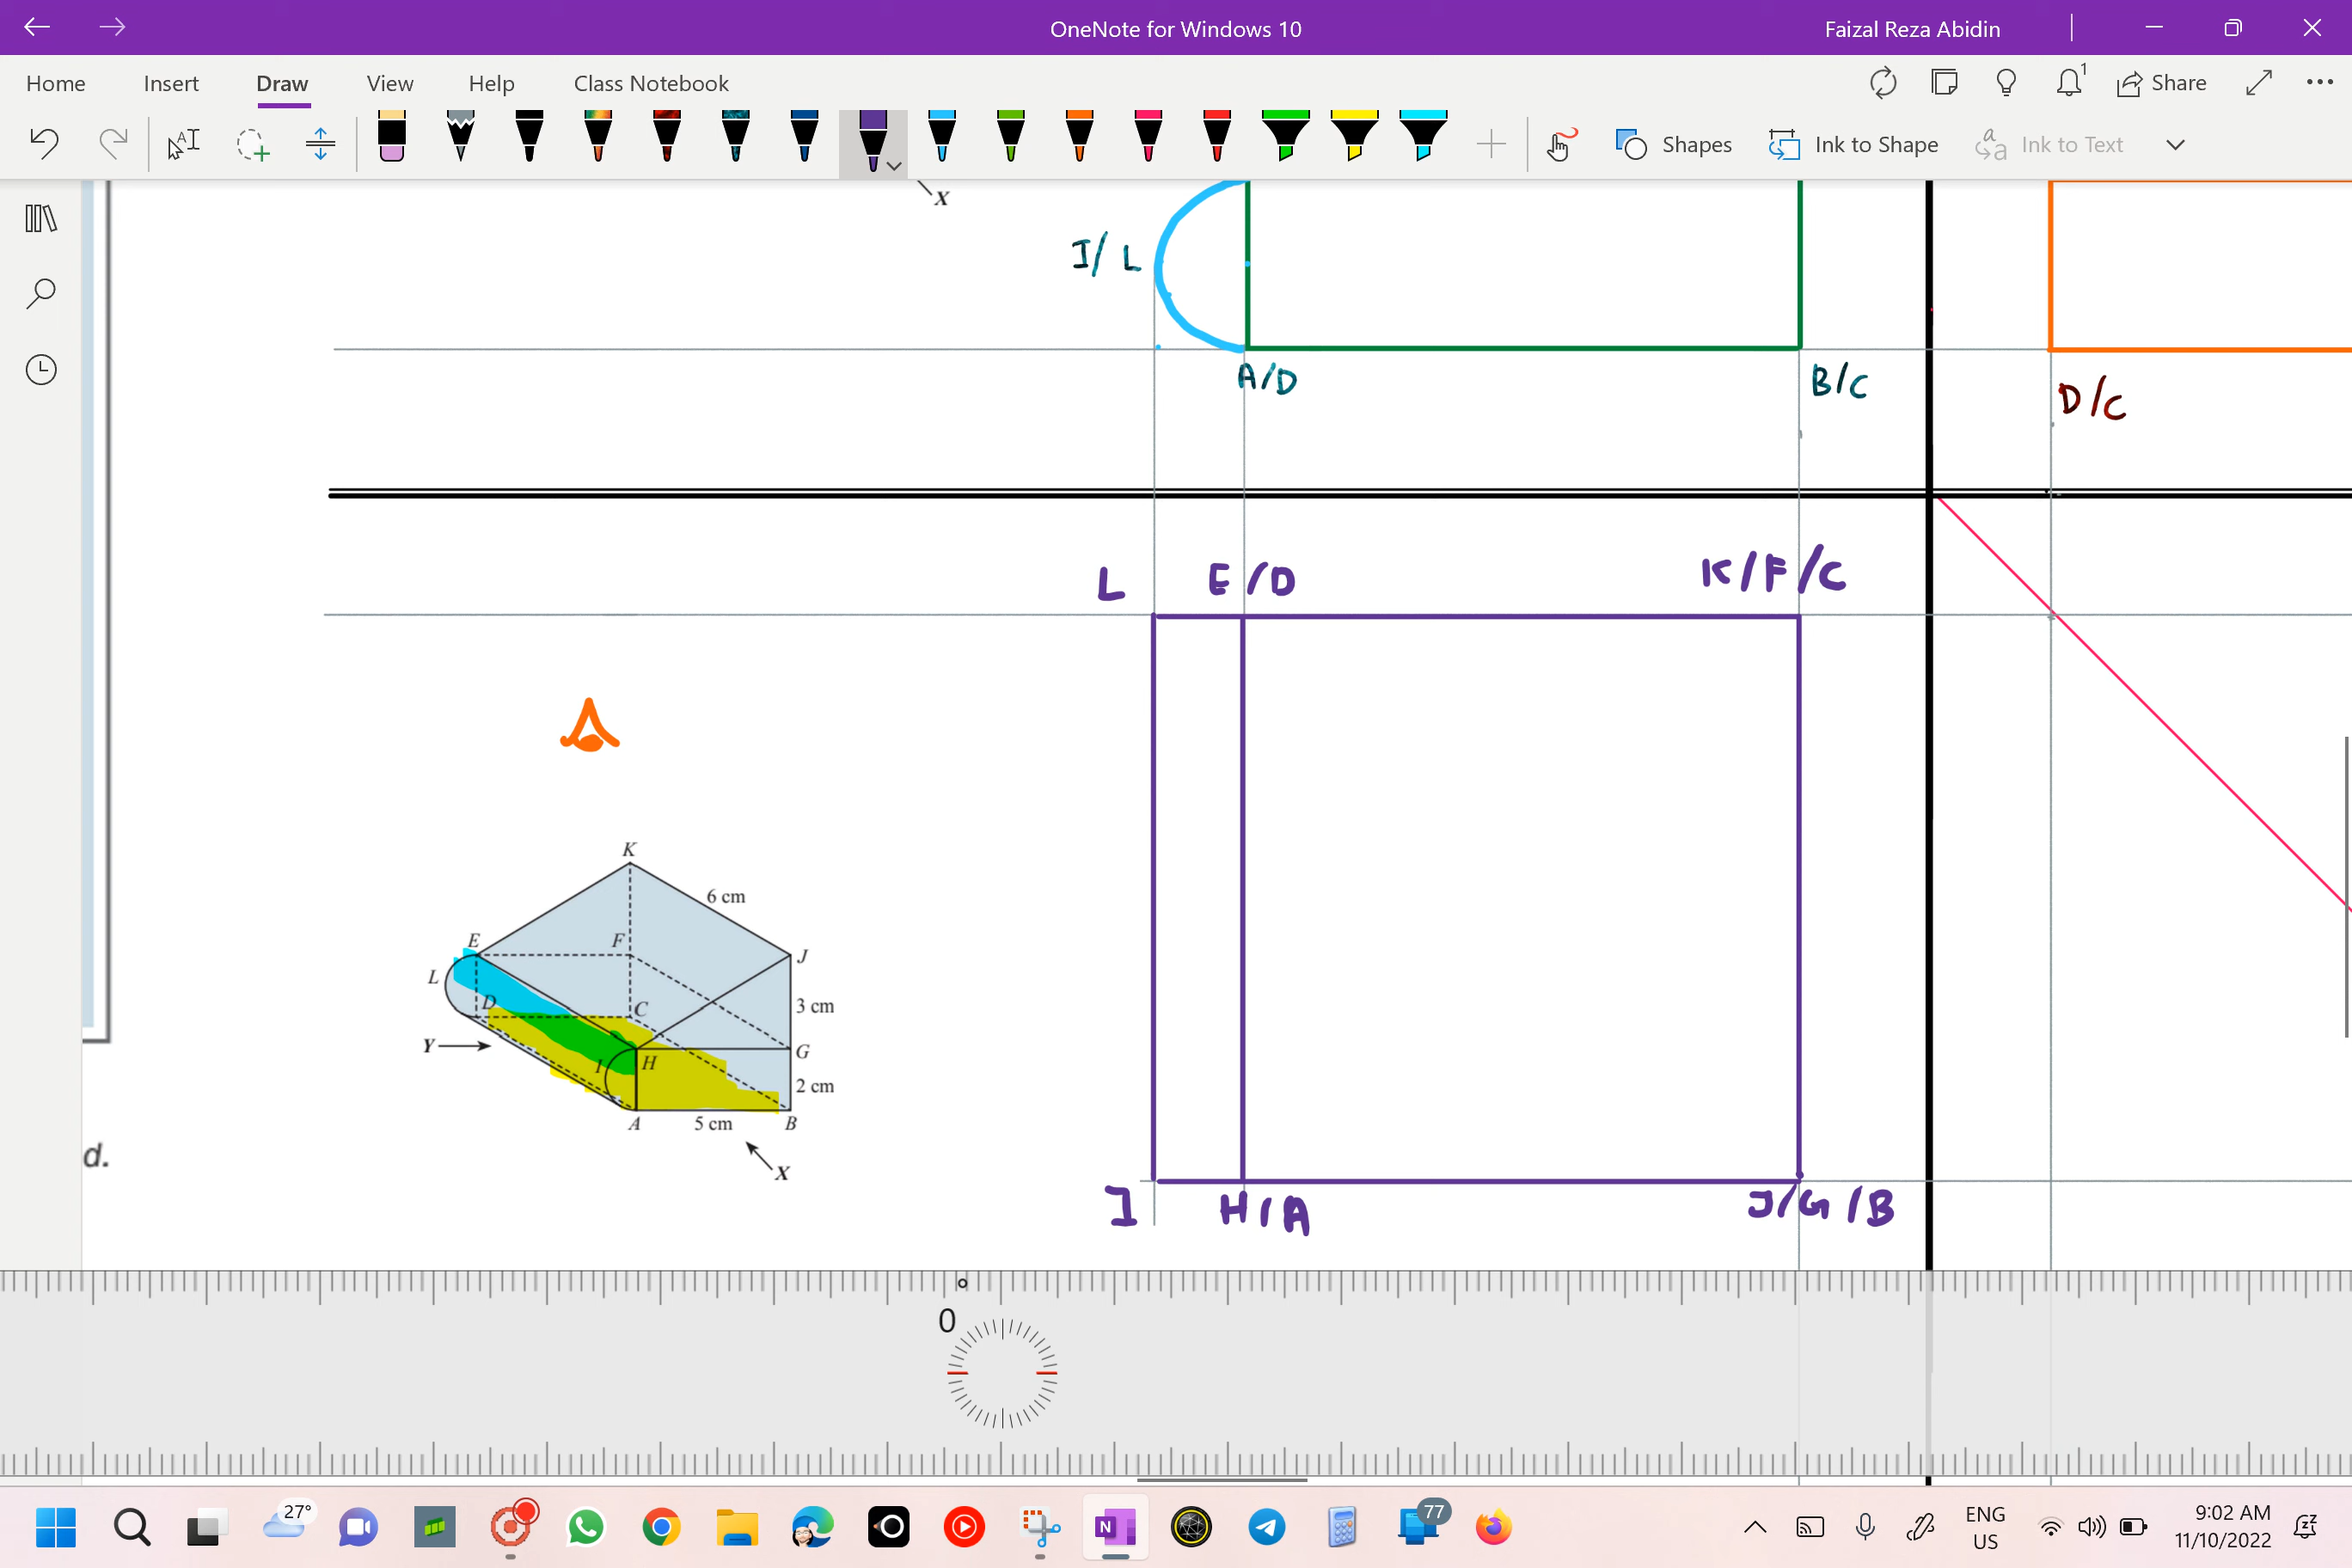 OneNote for Windows 10
Faizal Reza Abidin
Home Insert Draw View Help Class Notebook
1
Share
Shapes
Ink to Shape
Ink to Text
X
I/L
A/D
B/C
D/C
L E/D K/F/C
K
6 cm
E F
J
L
D C
3 cm
Y
G
I H
2 cm
A 5 cm B
X
d.
I H/A J/G/B
0
°
27°
77
ENG
US
9:02 AM
11/10/2022